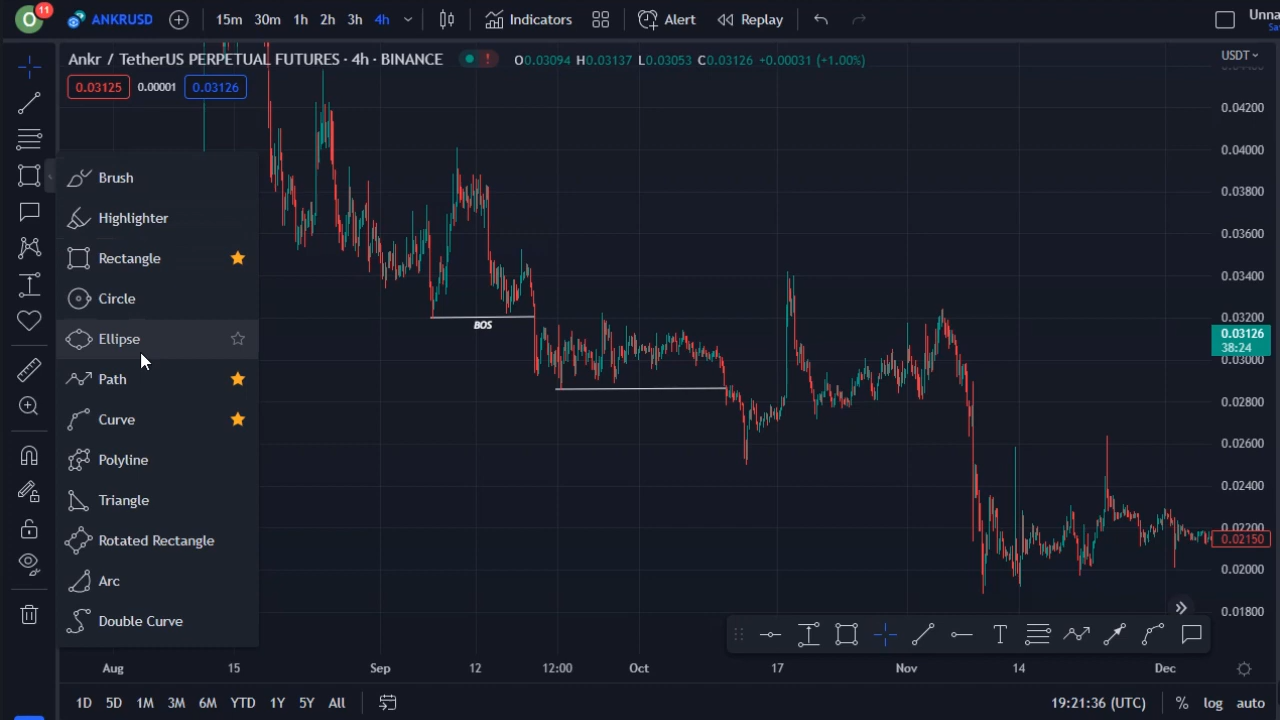 O 11 ANKRUSD 15m 30m 1h 2h 3h 4h Indicators Alert Replay Unna
Ankr / TetherUS PERPETUAL FUTURES · 4h · BINANCE ! O0.03094 H0.03137 L0.03053 C0.03126 +0.00031 (+1.00%) USDT
0.03125 0.00001 0.03126
0.04200
0.04000
0.03800
0.03600
0.03400
0.03200
0.03126
38:24
0.03000
0.02800
0.02600
0.02400
0.02200
0.02150
0.02000
0.01800
Brush
Highlighter
Rectangle
Circle
Ellipse
Path
Curve
Polyline
Triangle
Rotated Rectangle
Arc
Double Curve
BOS
T
Aug 15 Sep 12 12:00 Oct 17 Nov 14 Dec
1D 5D 1M 3M 6M YTD 1Y 5Y All 19:21:36 (UTC) % log auto